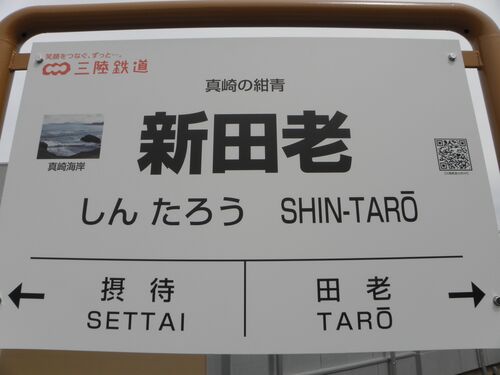 笑顔をつなぐ、ずっと…。
三陸鉄道
真崎の紺青
新田老
真崎海岸
しん たろう SHIN-TARŌ
摂待 田老
SETTAI TARŌ